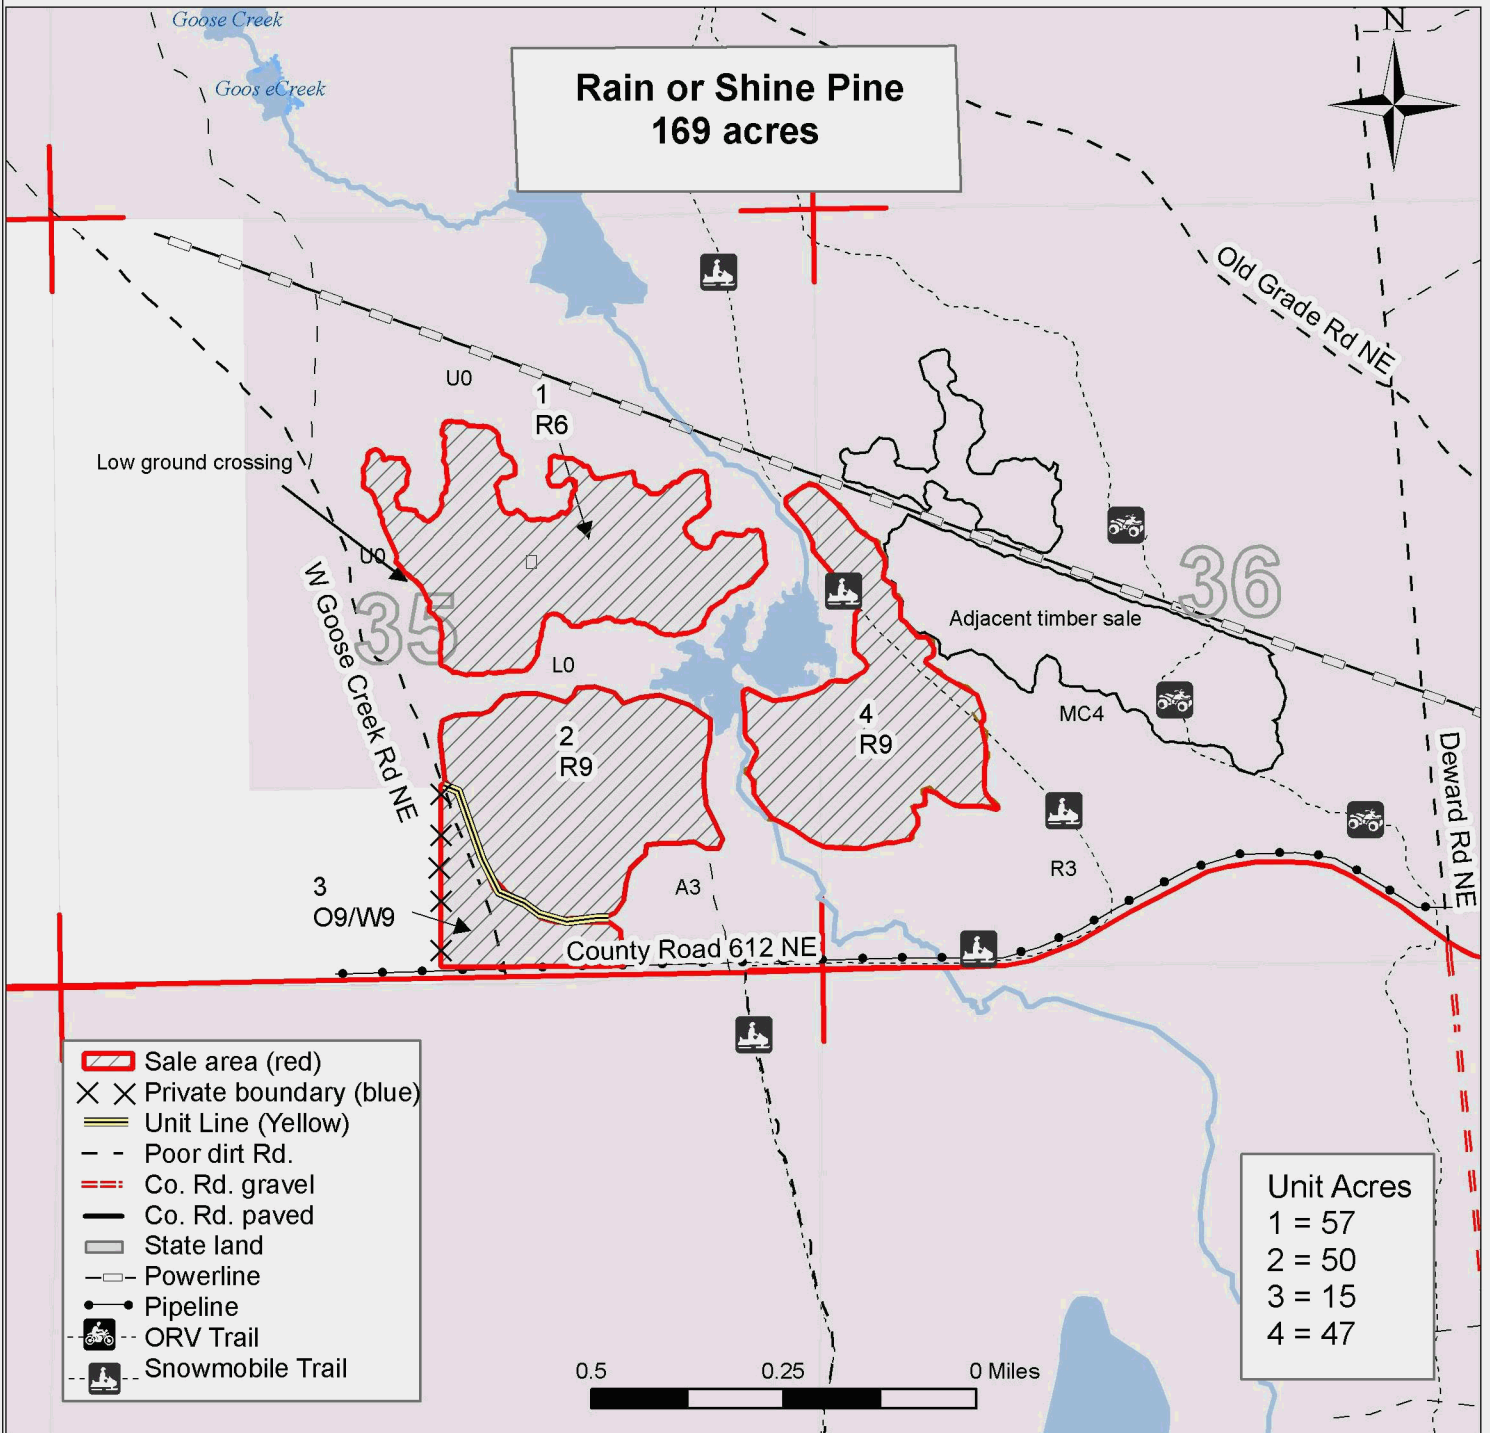 Goose Creek
Goos eCreek
N
Rain or Shine Pine
169 acres
Old Grade Rd NE
U0
1
R6
Low ground crossing
U0
35
36
W Goose Creek Rd NE
Adjacent timber sale
L0
MC4
2
R9
4
R9
Deward Rd NE
3
O9/W9
A3
R3
County Road 612 NE
Sale area (red)
Private boundary (blue)
Unit Line (Yellow)
Poor dirt Rd.
Co. Rd. gravel
Co. Rd. paved
State land
Powerline
Pipeline
ORV Trail
Snowmobile Trail
Unit Acres
1 = 57
2 = 50
3 = 15
4 = 47
0.5 0.25 0 Miles